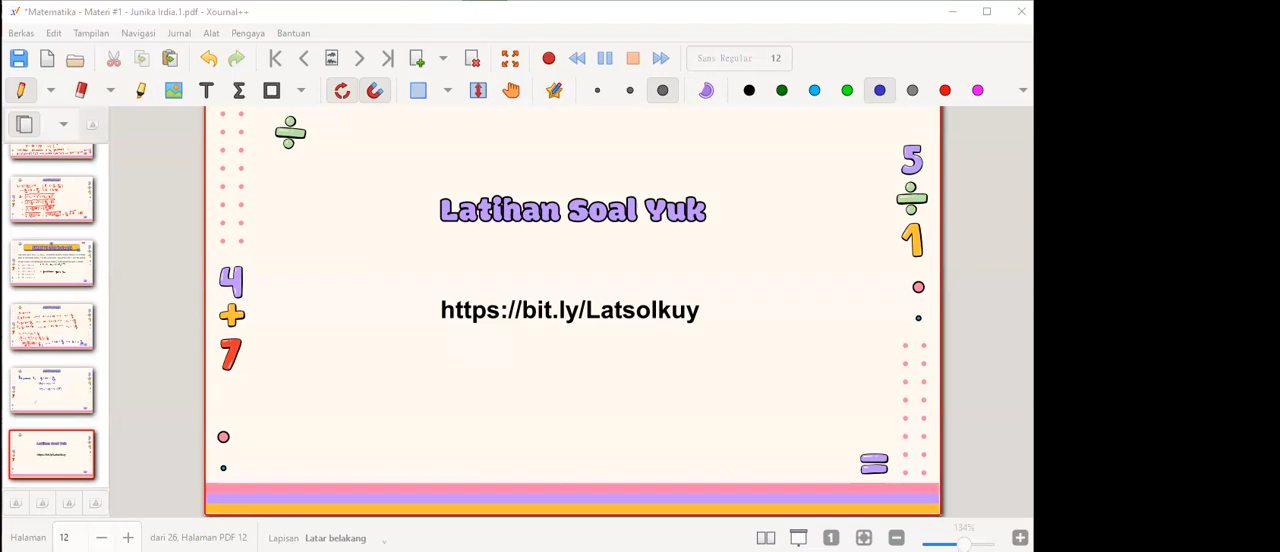 *Matematika - Materi #1 - Junika Irdia.1.pdf - Xournal++
Berkas Edit Tampilan Navigasi Jurnal Alat Pengaya Bantuan
Sans Regular 12
5
÷
÷
1
Latihan Soal Yuk
4
+
7
https://bit.ly/Latsolkuy
=
Halaman 12 dari 26, Halaman PDF 12 Lapisan Latar belakang 134%